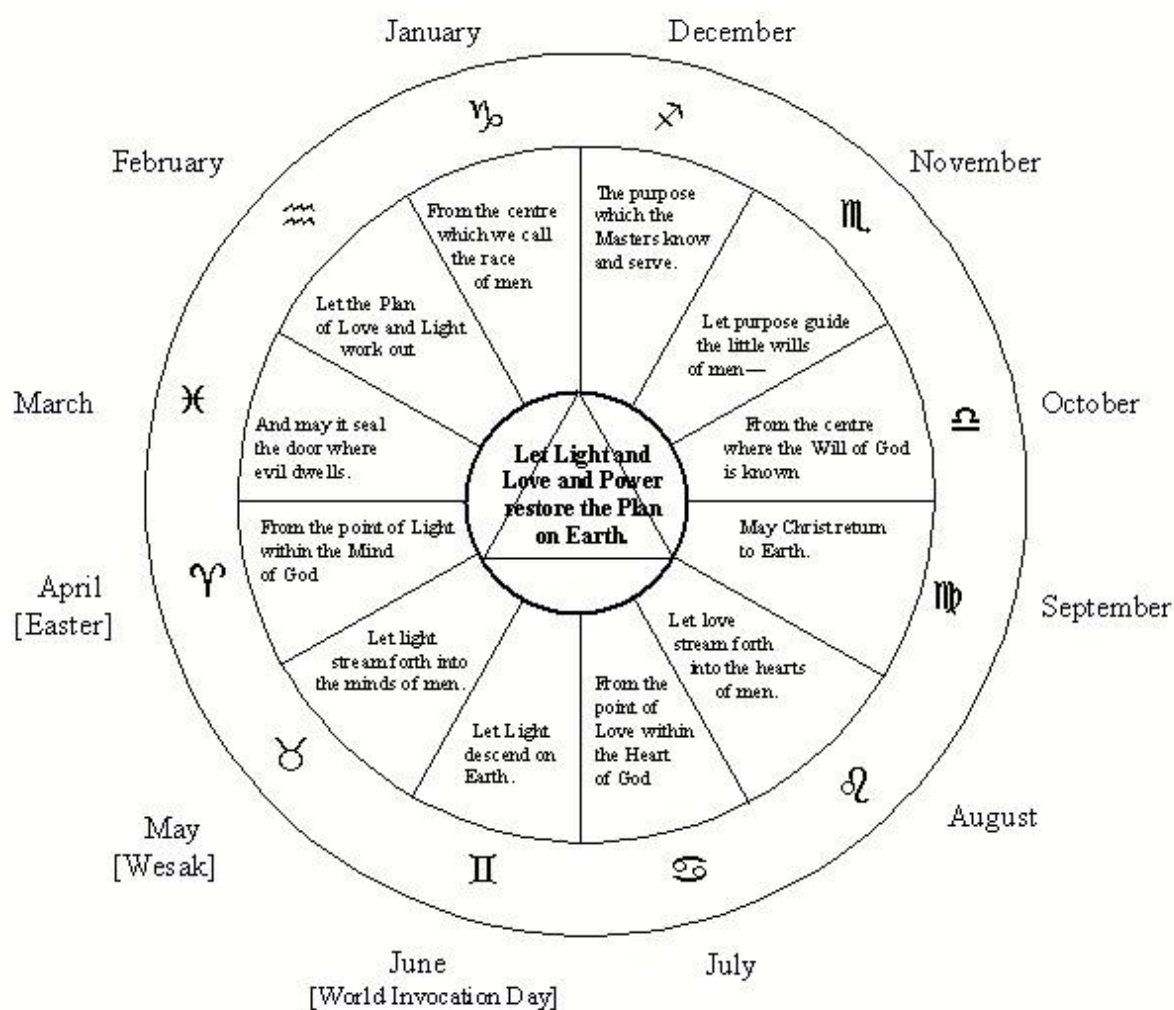 January
December
February
November
March
October
April
[Easter]
September
May
[Wesak]
August
June
[World Invocation Day]
July
From the centre
which we call
the race
of men
The purpose
which the
Masters know
and serve.
Let the Plan
of Love and Light
work out
Let purpose guide
the little wills
of men—
And may it seal
the door where
evil dwells.
From the centre
where the Will of God
is known
Let Light and
Love and Power
restore the Plan
on Earth.
From the point of Light
within the Mind
of God
May Christ return
to Earth.
Let light
stream forth into
the minds of men.
Let love
stream forth
into the hearts
of men.
Let Light
descend on
Earth.
From the
point of
Love within
the Heart
of God
♑
♐
♒
♏
♓
♎
♈
♍
♉
♌
♊
♋